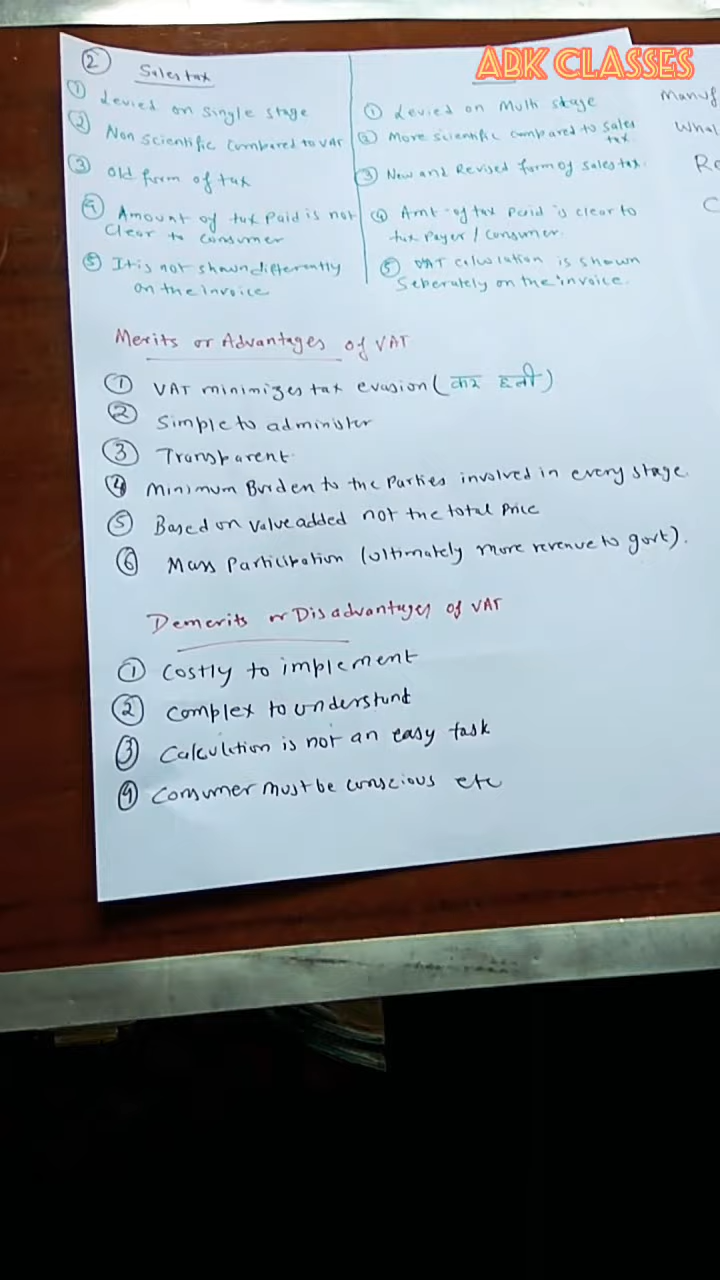 ABK CLASSES
② Sales tax
① Levied on single stage
② Non scientific compared to VAT
③ Old form of tax
④ Amount of tax paid is not
clear to consumer
⑤ It is not shown differently
on the invoice
① Levied on Multi stage
② More scientific compared to sales
tax
③ New and Revised form of sales tax.
④ Amt of tax paid is clear to
tax payer / consumer.
⑤ VAT calculation is shown
Seberately on the invoice.
Manuf
Whal
Re
C
Merits or Advantages of VAT
① VAT minimizes tax evasion (कर छली)
② Simple to administer
③ Transparent
④ Minimum Burden to the Parties involved in every stage.
⑤ Based on value added not the total price
⑥ Mass Participation (ultimately more revenue to govt).
Demerits or Disadvantages of VAT
① Costly to implement
② Complex to understand
③ Calculation is not an easy task
④ Consumer must be conscious etc